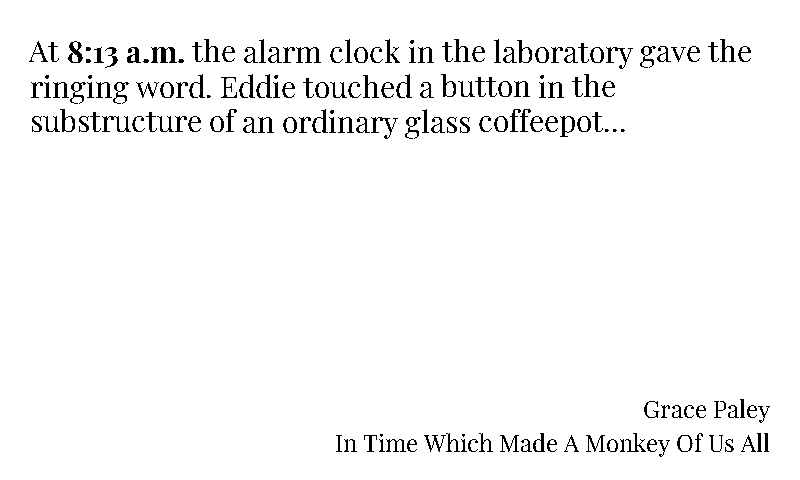 At 8:13 a.m. the alarm clock in the laboratory gave the
ringing word. Eddie touched a button in the
substructure of an ordinary glass coffeepot...
Grace Paley
In Time Which Made A Monkey Of Us All